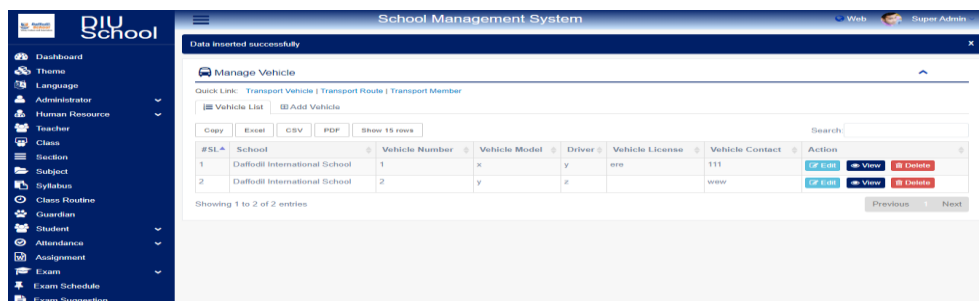 DIU
School
School Management System
Web
Super Admin
Data inserted successfully
x
Dashboard
Theme
Language
Administrator
Human Resource
Teacher
Class
Section
Subject
Syllabus
Class Routine
Guardian
Student
Attendance
Assignment
Exam
Exam Schedule
Exam Suggestion
Manage Vehicle
Quick Link: Transport Vehicle | Transport Route | Transport Member
Vehicle List Add Vehicle
Copy Excel CSV PDF Show 15 rows Search:
#SL School Vehicle Number Vehicle Model Driver Vehicle License Vehicle Contact Action
1 Daffodil International School 1 x y ere 111 Edit View Delete
2 Daffodil International School 2 y z wew Edit View Delete
Showing 1 to 2 of 2 entries
Previous 1 Next